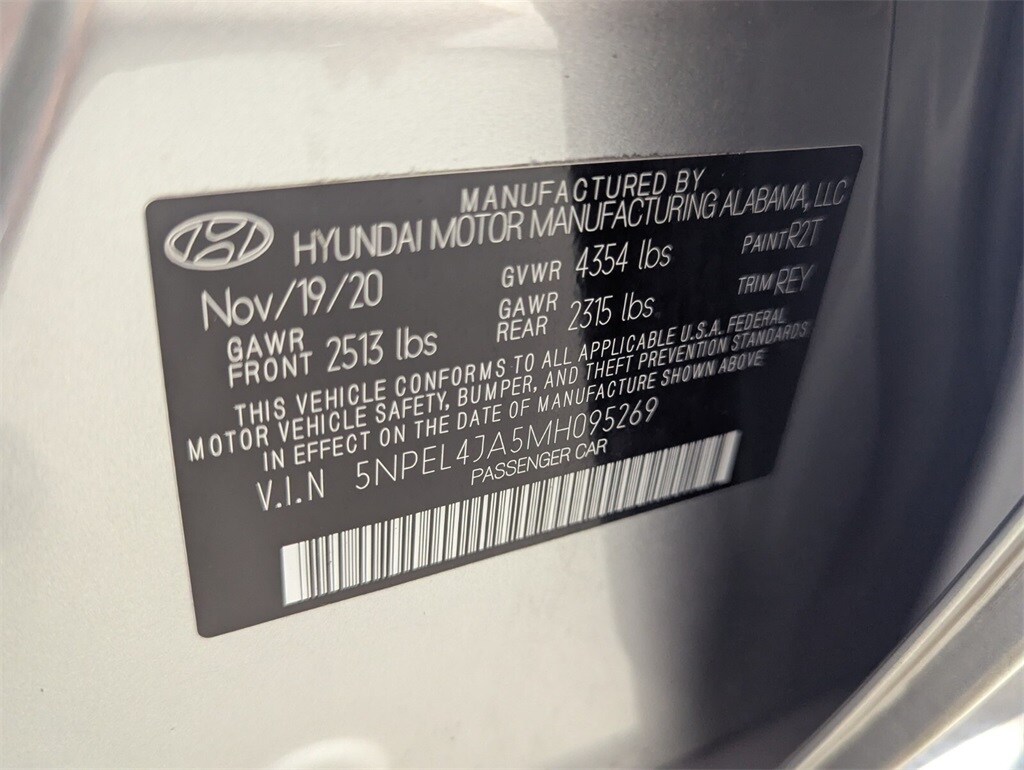 MANUFACTURED BY
HYUNDAI MOTOR MANUFACTURING ALABAMA, LLC
Nov/19/20 GVWR 4354 lbs PAINT R2T
GAWR FRONT 2513 lbs GAWR REAR 2315 lbs TRIM REY
THIS VEHICLE CONFORMS TO ALL APPLICABLE U.S.A. FEDERAL
MOTOR VEHICLE SAFETY, BUMPER, AND THEFT PREVENTION STANDARDS
IN EFFECT ON THE DATE OF MANUFACTURE SHOWN ABOVE
V.I.N 5NPEL4JA5MH095269
PASSENGER CAR